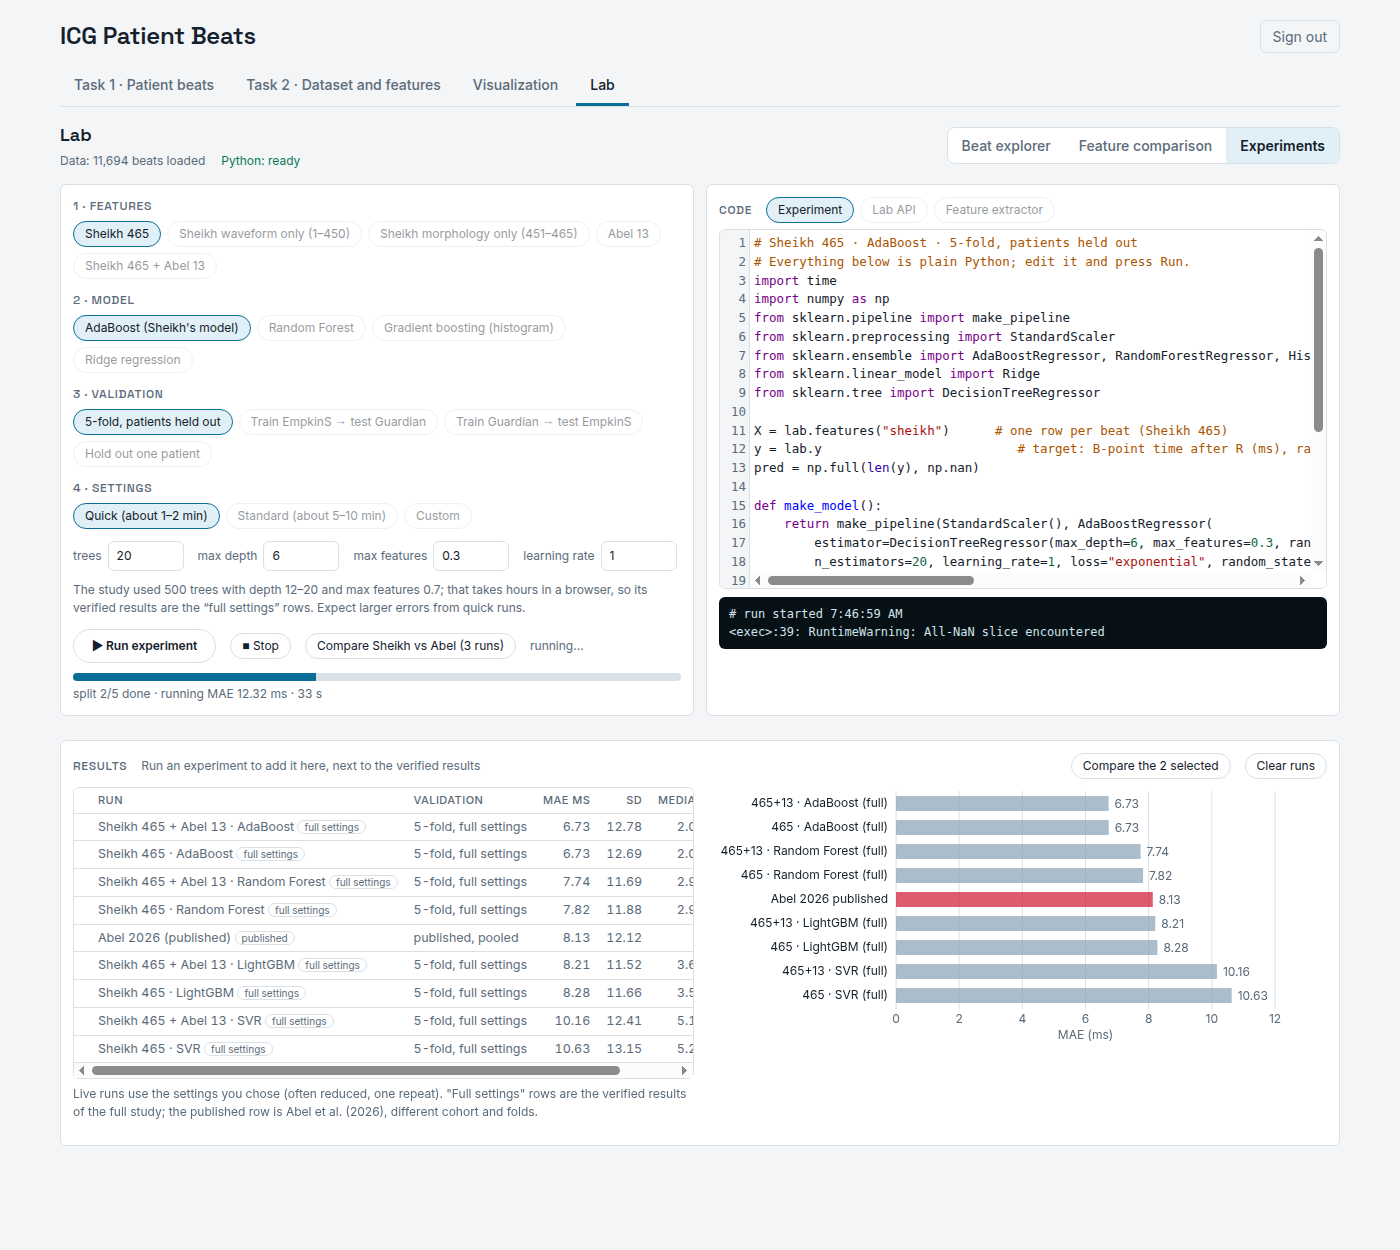 ICG Patient Beats
Sign out
Task 1 · Patient beats
Task 2 · Dataset and features
Visualization
Lab
Lab
Data: 11,694 beats loaded
Python: ready
Beat explorer
Feature comparison
Experiments
1 · FEATURES
Sheikh 465
Sheikh waveform only (1–450)
Sheikh morphology only (451–465)
Abel 13
Sheikh 465 + Abel 13
2 · MODEL
AdaBoost (Sheikh's model)
Random Forest
Gradient boosting (histogram)
Ridge regression
3 · VALIDATION
5-fold, patients held out
Train EmpkinS → test Guardian
Train Guardian → test EmpkinS
Hold out one patient
4 · SETTINGS
Quick (about 1–2 min)
Standard (about 5–10 min)
Custom
trees 20 max depth 6 max features 0.3 learning rate 1
The study used 500 trees with depth 12–20 and max features 0.7; that takes hours in a browser, so its
verified results are the “full settings” rows. Expect larger errors from quick runs.
▶ Run experiment
■ Stop
Compare Sheikh vs Abel (3 runs)
running…
split 2/5 done · running MAE 12.32 ms · 33 s
CODE
Experiment
Lab API
Feature extractor
1 # Sheikh 465 · AdaBoost · 5-fold, patients held out
2 # Everything below is plain Python; edit it and press Run.
3 import time
4 import numpy as np
5 from sklearn.pipeline import make_pipeline
6 from sklearn.preprocessing import StandardScaler
7 from sklearn.ensemble import AdaBoostRegressor, RandomForestRegressor, His
8 from sklearn.linear_model import Ridge
9 from sklearn.tree import DecisionTreeRegressor
10
11 X = lab.features("sheikh")      # one row per beat (Sheikh 465)
12 y = lab.y                          # target: B-point time after R (ms), ra
13 pred = np.full(len(y), np.nan)
14
15 def make_model():
16     return make_pipeline(StandardScaler(), AdaBoostRegressor(
17         estimator=DecisionTreeRegressor(max_depth=6, max_features=0.3, ran
18         n_estimators=20, learning_rate=1, loss="exponential", random_state
19
# run started 7:46:59 AM
<exec>:39: RuntimeWarning: All-NaN slice encountered
RESULTS
Run an experiment to add it here, next to the verified results
Compare the 2 selected
Clear runs
RUN VALIDATION MAE MS SD MEDIA
Sheikh 465 + Abel 13 · AdaBoost full settings 5-fold, full settings 6.73 12.78 2.0
Sheikh 465 · AdaBoost full settings 5-fold, full settings 6.73 12.69 2.0
Sheikh 465 + Abel 13 · Random Forest full settings 5-fold, full settings 7.74 11.69 2.9
Sheikh 465 · Random Forest full settings 5-fold, full settings 7.82 11.88 2.9
Abel 2026 (published) published published, pooled 8.13 12.12
Sheikh 465 + Abel 13 · LightGBM full settings 5-fold, full settings 8.21 11.52 3.6
Sheikh 465 · LightGBM full settings 5-fold, full settings 8.28 11.66 3.5
Sheikh 465 + Abel 13 · SVR full settings 5-fold, full settings 10.16 12.41 5.1
Sheikh 465 · SVR full settings 5-fold, full settings 10.63 13.15 5.2
Live runs use the settings you chose (often reduced, one repeat). "Full settings" rows are the verified results
of the full study; the published row is Abel et al. (2026), different cohort and folds.
465+13 · AdaBoost (full) 6.73
465 · AdaBoost (full) 6.73
465+13 · Random Forest (full) 7.74
465 · Random Forest (full) 7.82
Abel 2026 published 8.13
465+13 · LightGBM (full) 8.21
465 · LightGBM (full) 8.28
465+13 · SVR (full) 10.16
465 · SVR (full) 10.63
0 2 4 6 8 10 12
MAE (ms)